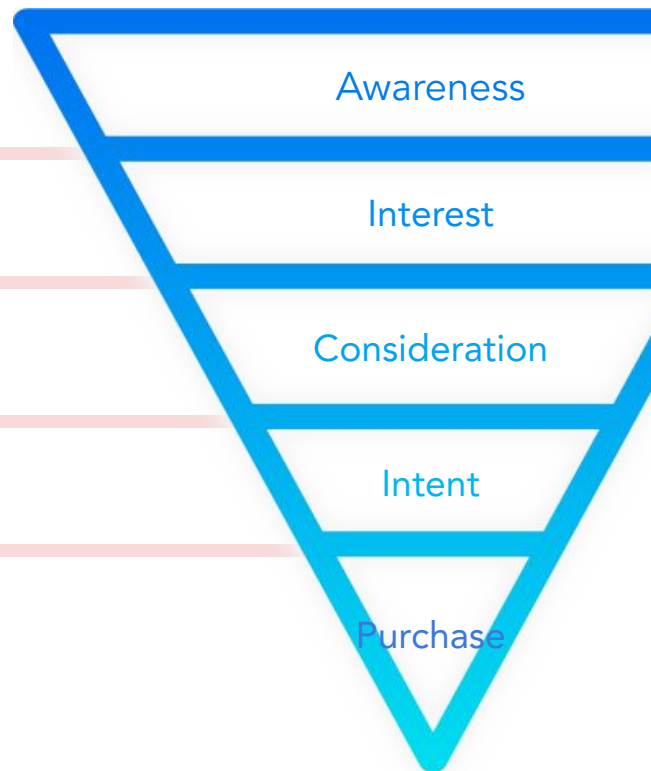 Awareness
Interest
Consideration
Intent
Purchase